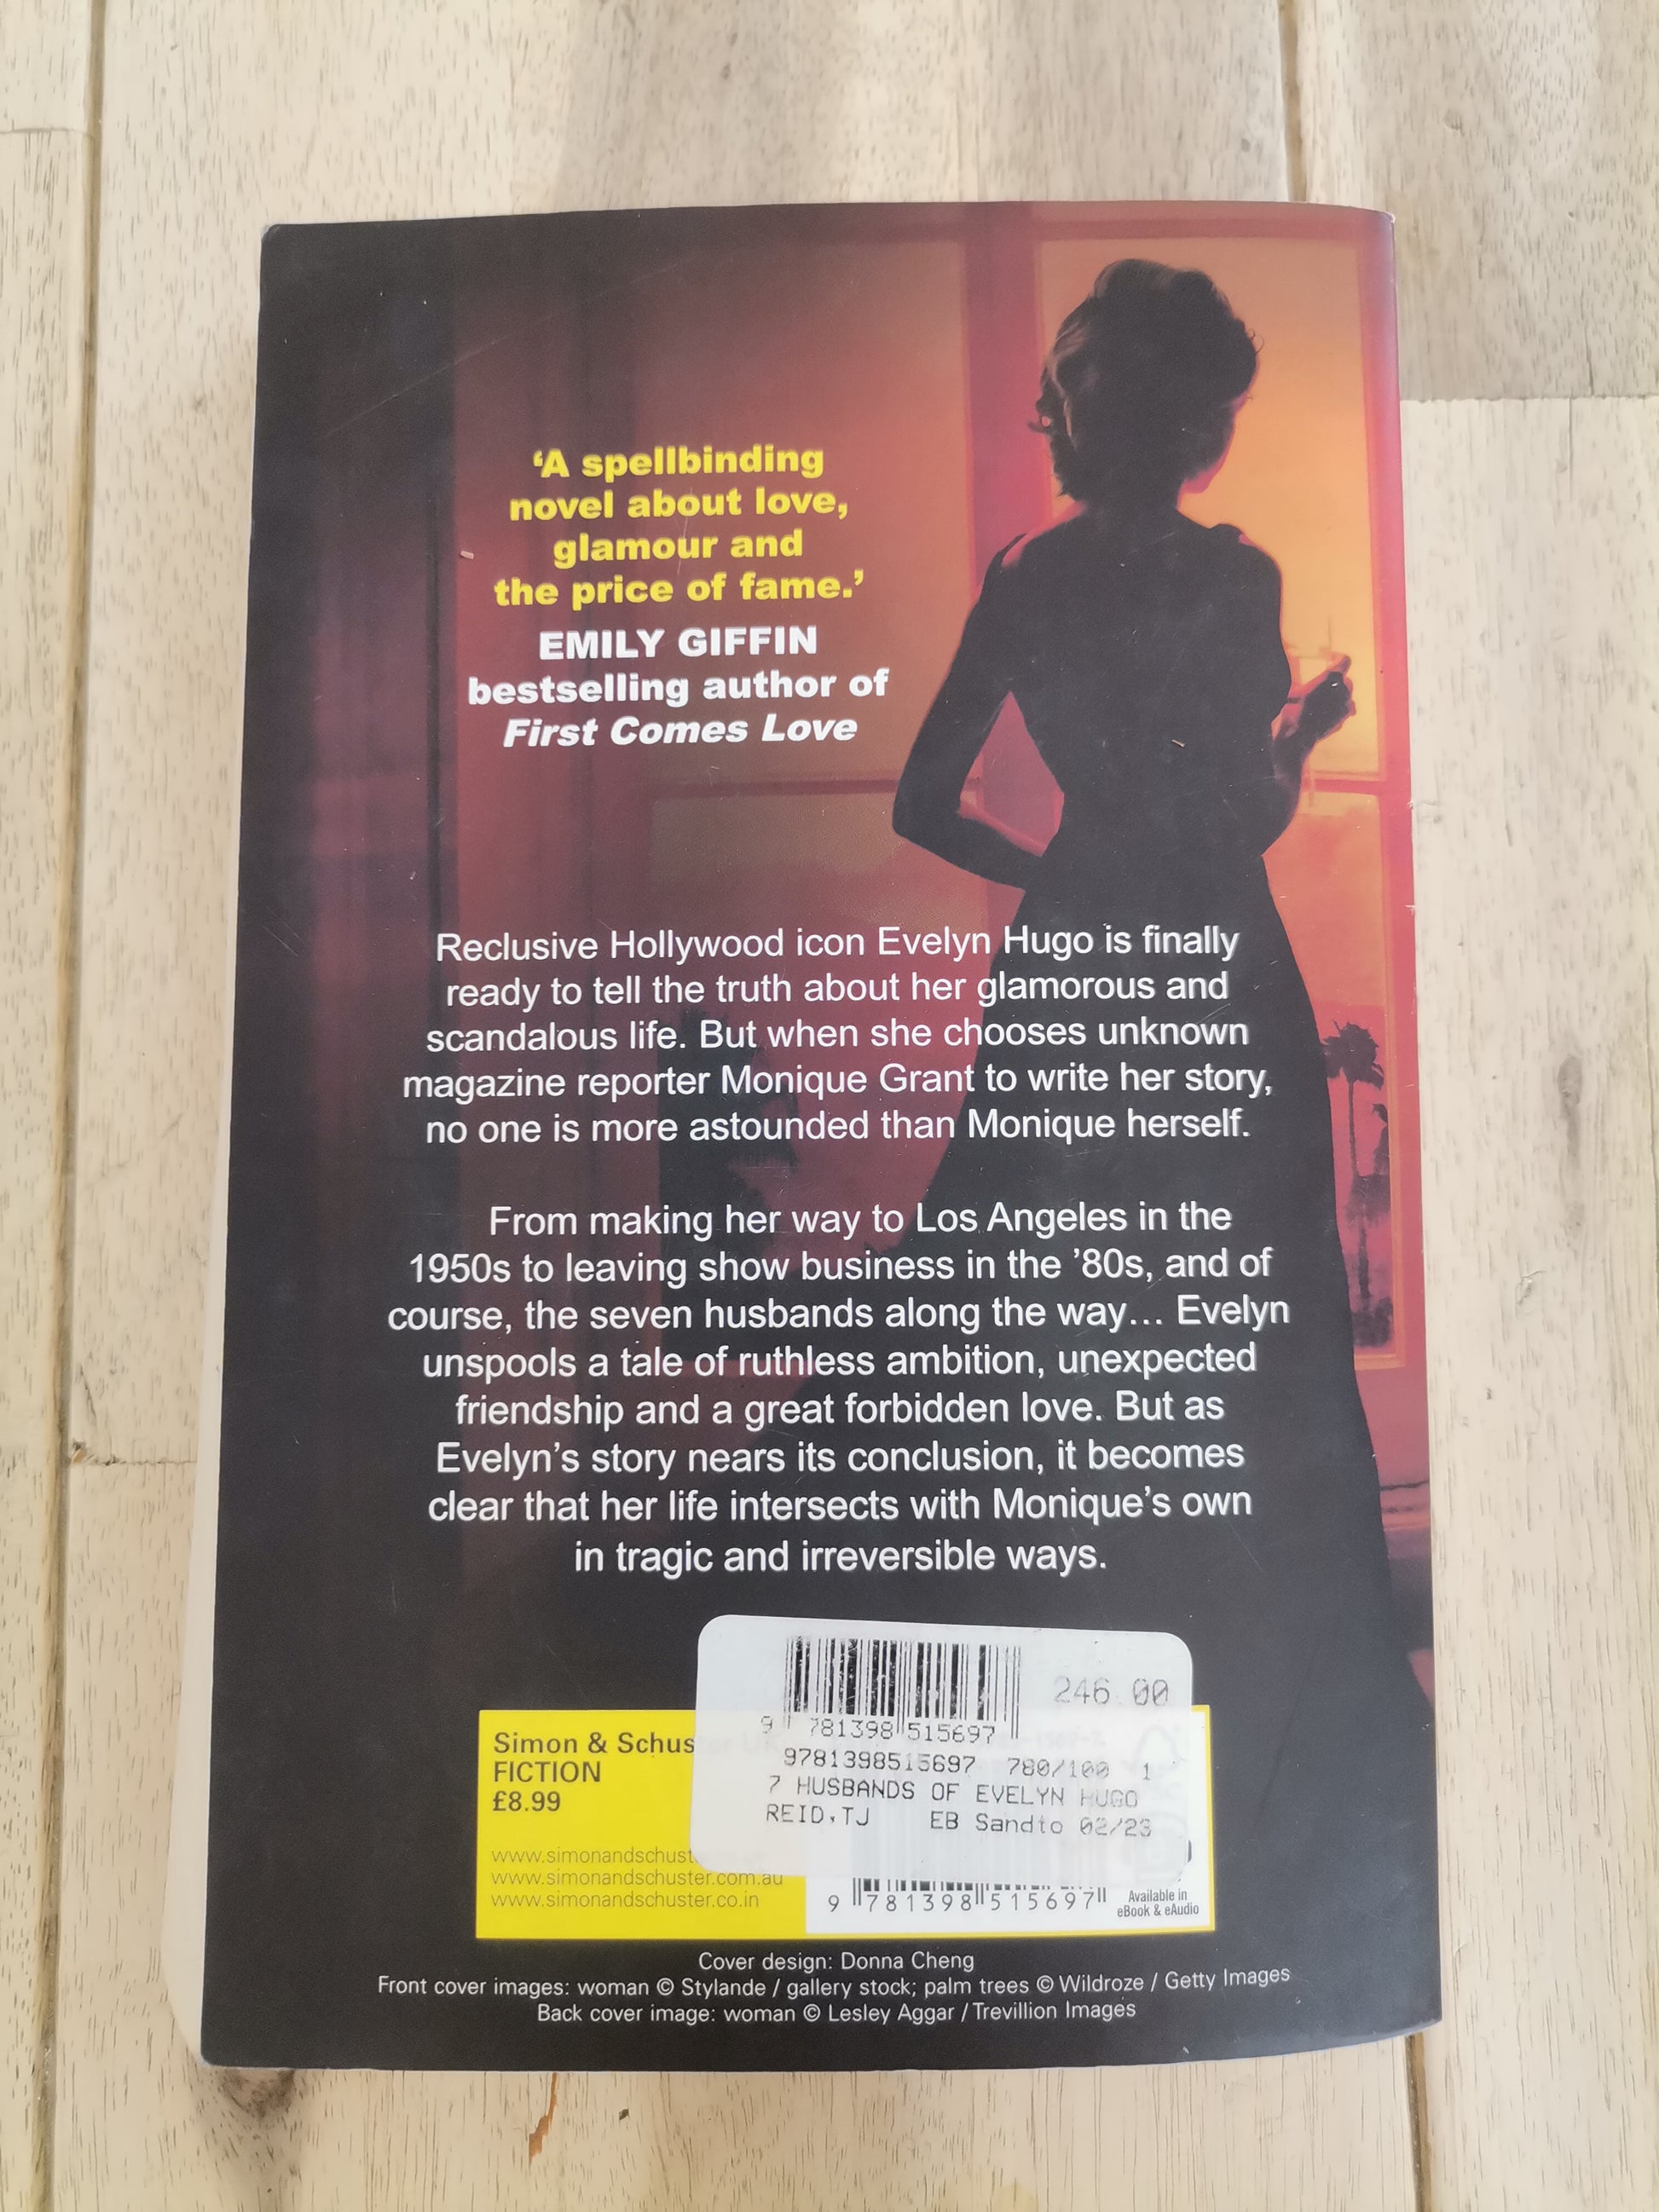 ‘A spellbinding
novel about love,
glamour and
the price of fame.’
EMILY GIFFIN
bestselling author of
First Comes Love
Reclusive Hollywood icon Evelyn Hugo is finally
ready to tell the truth about her glamorous and
scandalous life. But when she chooses unknown
magazine reporter Monique Grant to write her story,
no one is more astounded than Monique herself.
From making her way to Los Angeles in the
1950s to leaving show business in the ’80s, and of
course, the seven husbands along the way… Evelyn
unspools a tale of ruthless ambition, unexpected
friendship and a great forbidden love. But as
Evelyn’s story nears its conclusion, it becomes
clear that her life intersects with Monique’s own
in tragic and irreversible ways.
246.00
9 781398 515697
9781398515697 780/100 1
7 HUSBANDS OF EVELYN HUGO
REID,TJ EB Sandto 02/23
Simon & Schus
FICTION
£8.99
www.simonandschust
www.simonandschuster.com.au
www.simonandschuster.co.in
9 781398 515697
Available in
eBook & eAudio
Cover design: Donna Cheng
Front cover images: woman © Stylande / gallery stock; palm trees © Wildroze / Getty Images
Back cover image: woman © Lesley Aggar / Trevillion Images